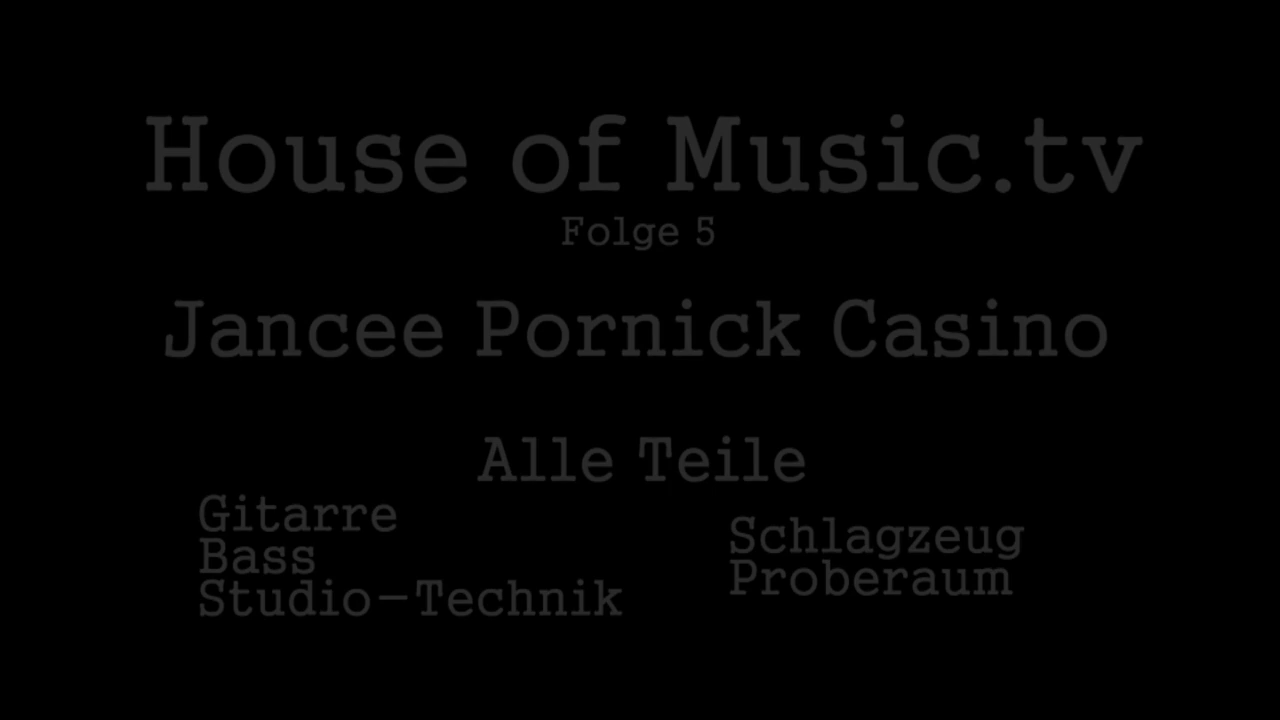 House of Music.tv
Folge 5
Jancee Pornick Casino
Alle Teile
Gitarre
Bass
Studio-Technik
Schlagzeug
Proberaum